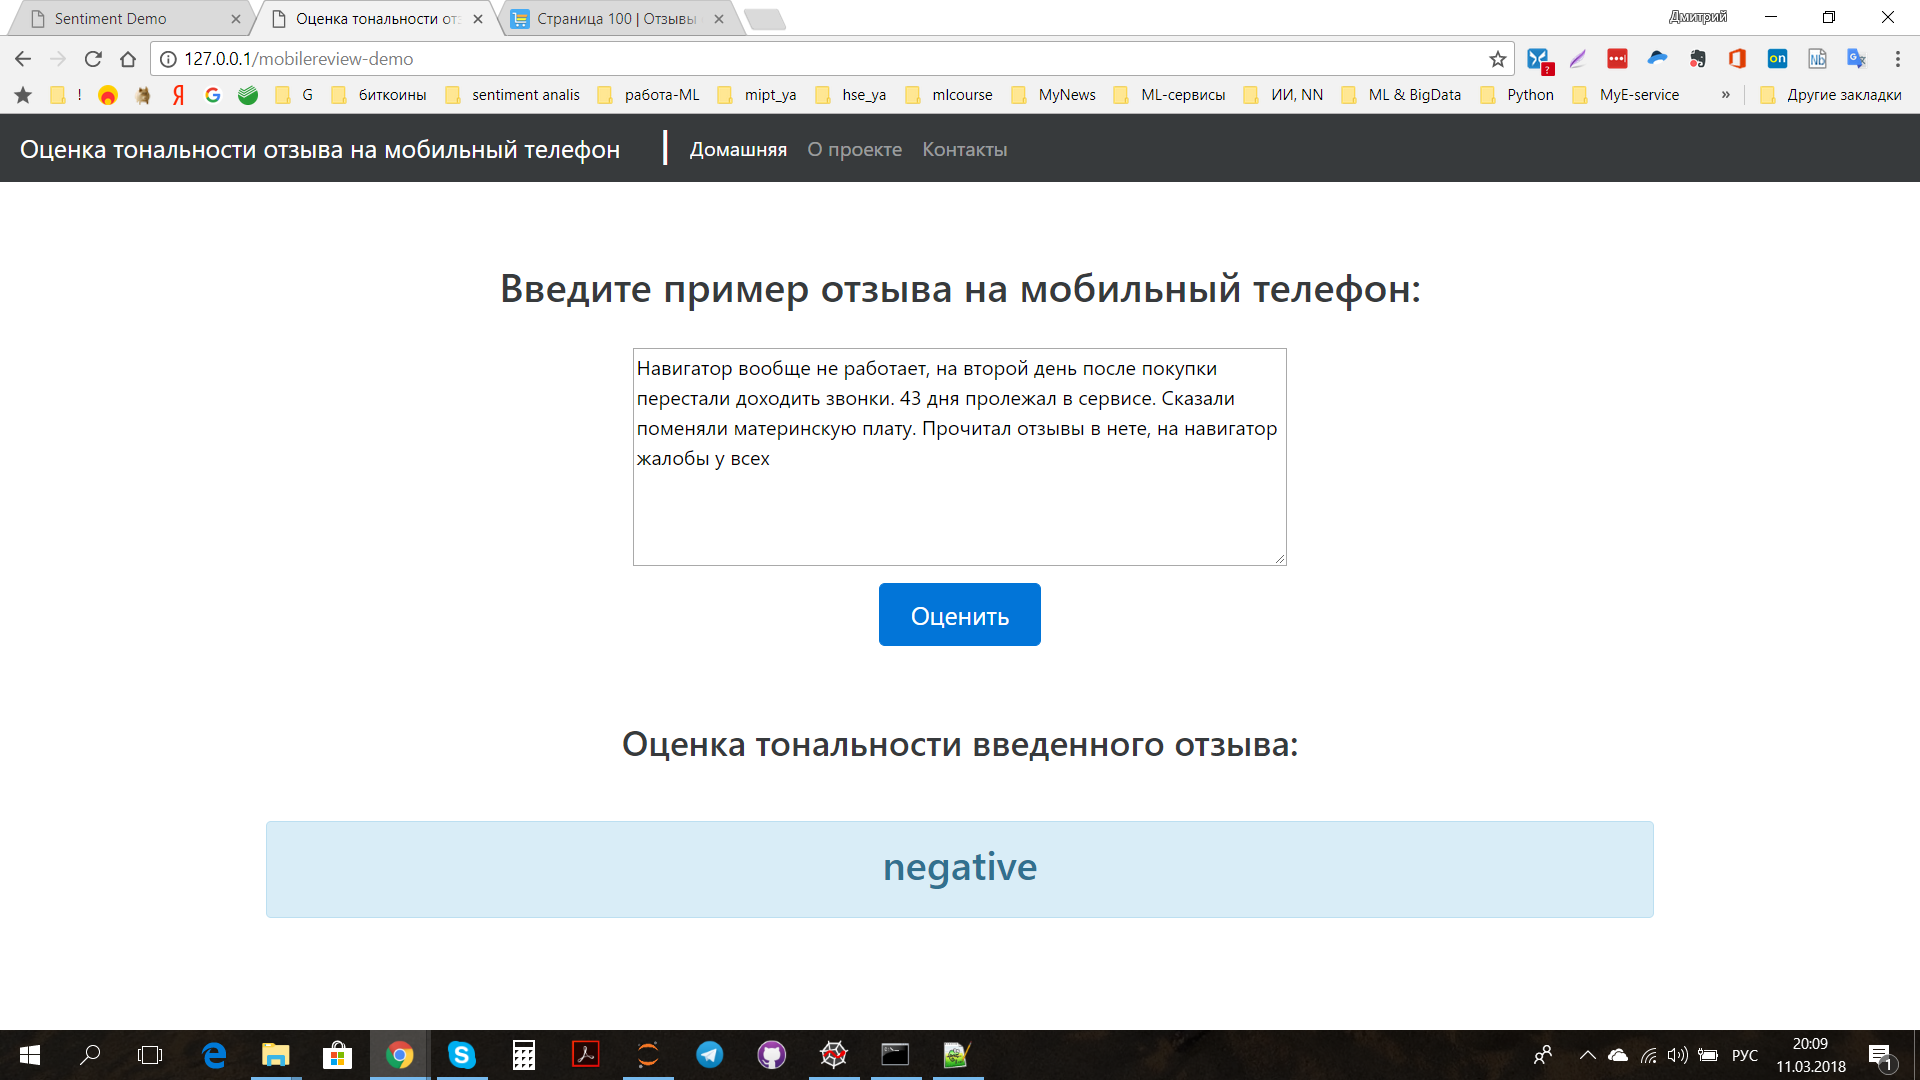 Sentiment Demo
Оценка тональности от
Страница 100 | Отзывы
Дмитрий
127.0.0.1/mobilereview-demo
!
G
биткоины
sentiment analis
работа-ML
mipt_ya
hse_ya
mlcourse
MyNews
ML-сервисы
ИИ, NN
ML & BigData
Python
MyE-service
»
Другие закладки
Оценка тональности отзыва на мобильный телефон
Домашняя
О проекте
Контакты
Введите пример отзыва на мобильный телефон:
Навигатор вообще не работает, на второй день после покупки
перестали доходить звонки. 43 дня пролежал в сервисе. Сказали
поменяли материнскую плату. Прочитал отзывы в нете, на навигатор
жалобы у всех
Оценить
Оценка тональности введенного отзыва:
negative
РУС
20:09
11.03.2018
1